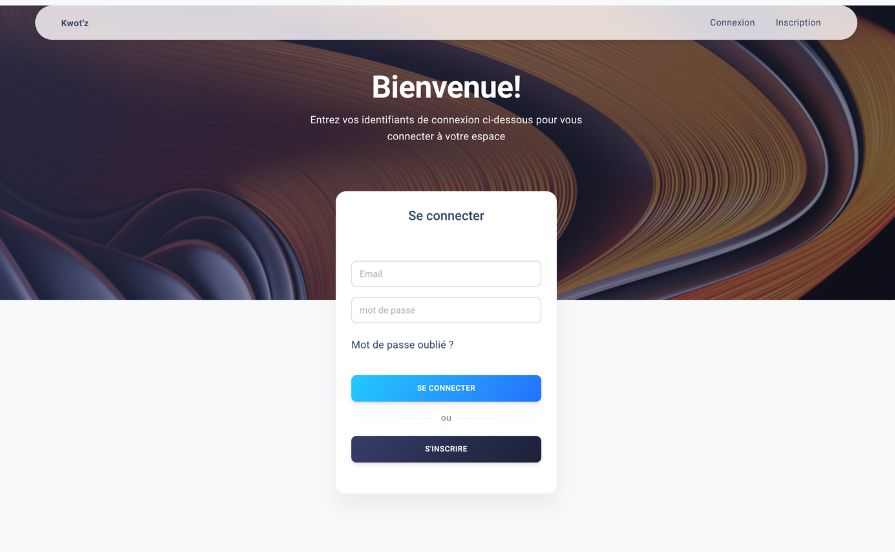 Kwot'z
Connexion
Inscription
Bienvenue!
Entrez vos identifiants de connexion ci-dessous pour vous
connecter à votre espace
Se connecter
Email
mot de passe
Mot de passe oublié ?
SE CONNECTER
ou
S'INSCRIRE